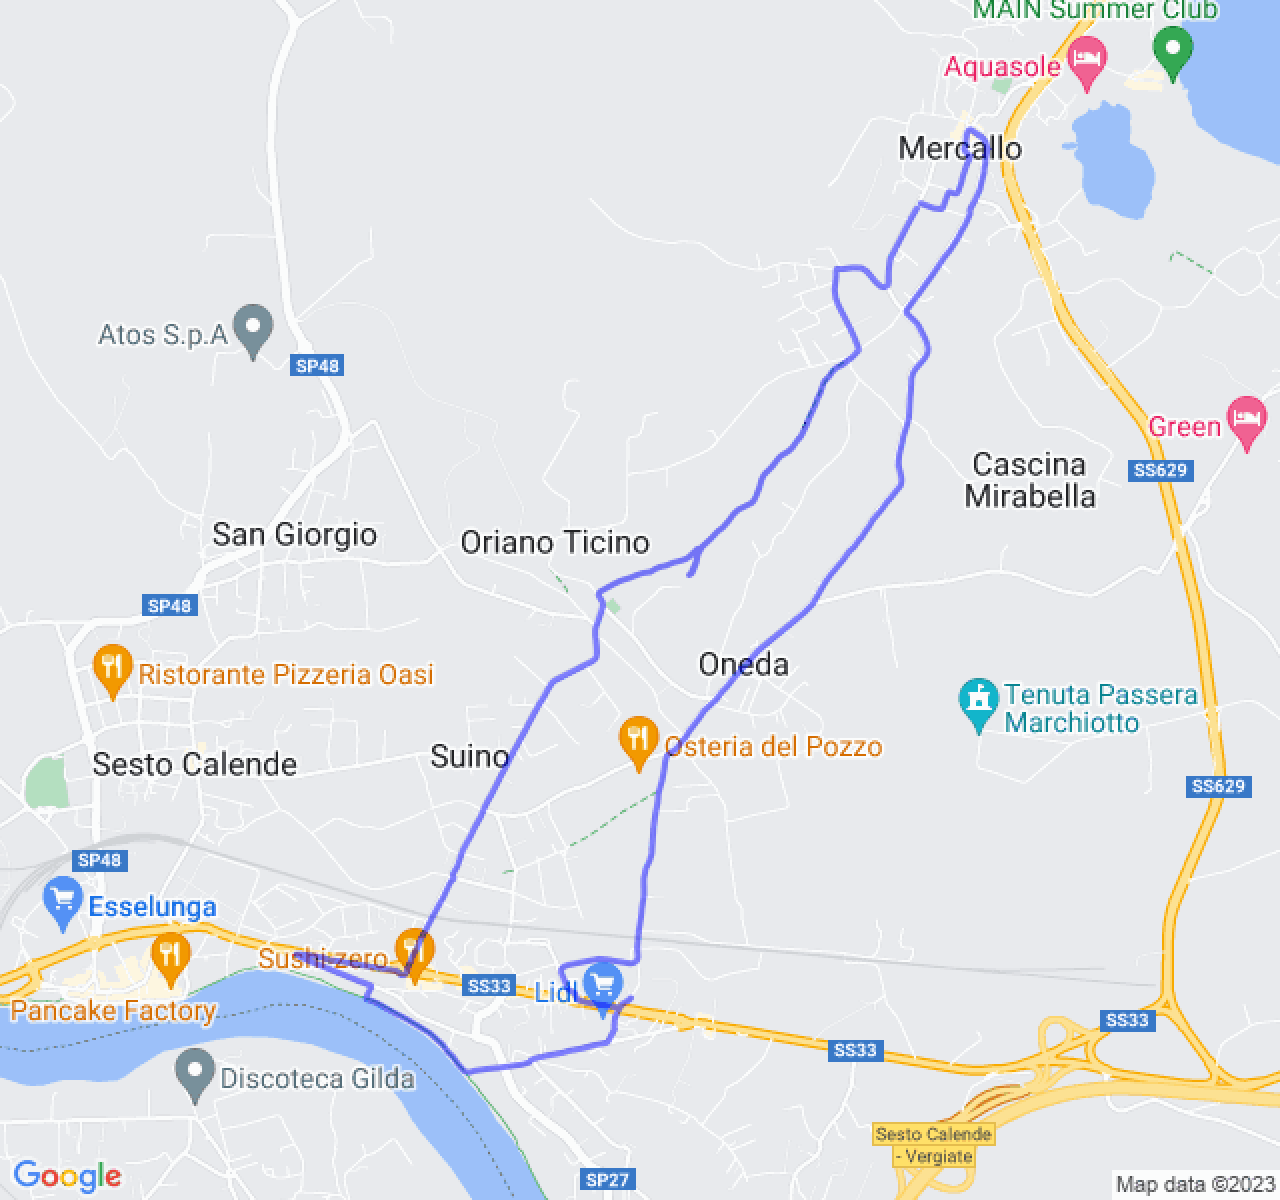 MAIN Summer Club
Aquasole
Mercallo
Atos S.p.A
SP48
Green
Cascina
Mirabella
SS629
San Giorgio
Oriano Ticino
SP48
Ristorante Pizzeria Oasi
Oneda
Tenuta Passera
Marchiotto
Osteria del Pozzo
Suino
Sesto Calende
SS629
SP48
Esselunga
Sushi-zero
SS33
Lidl
Pancake Factory
SS33
SS33
Discoteca Gilda
Sesto Calende
- Vergiate
SP27
Google
Map data ©2023